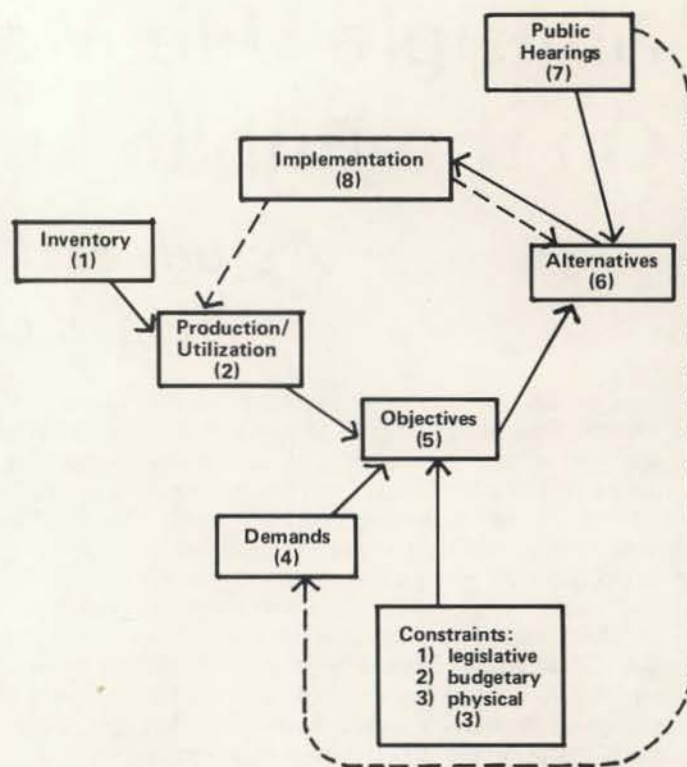 Public
Hearings
(7)
Implementation
(8)
Inventory
(1)
Alternatives
(6)
Production/
Utilization
(2)
Objectives
(5)
Demands
(4)
Constraints:
1) legislative
2) budgetary
3) physical
(3)